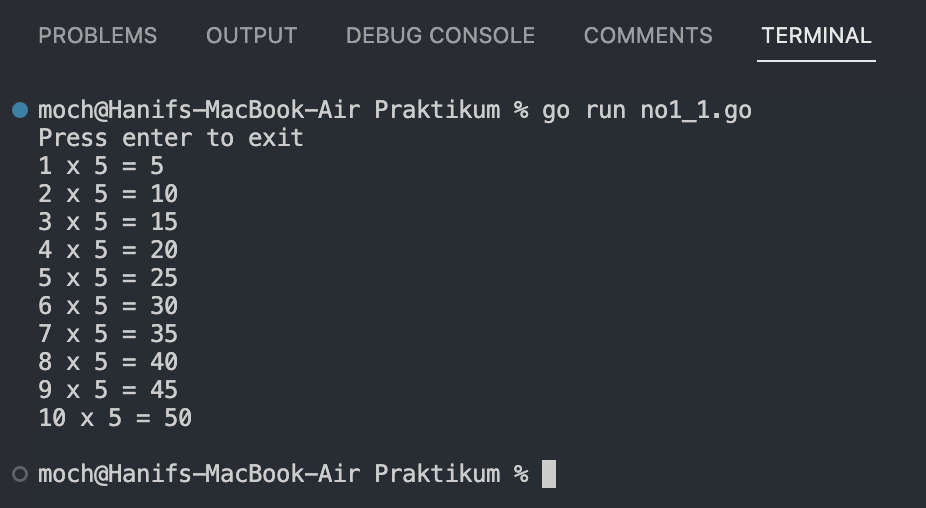 PROBLEMS OUTPUT DEBUG CONSOLE COMMENTS TERMINAL
moch@Hanifs-MacBook-Air Praktikum % go run no1_1.go
Press enter to exit
1 x 5 = 5
2 x 5 = 10
3 x 5 = 15
4 x 5 = 20
5 x 5 = 25
6 x 5 = 30
7 x 5 = 35
8 x 5 = 40
9 x 5 = 45
10 x 5 = 50
moch@Hanifs-MacBook-Air Praktikum %